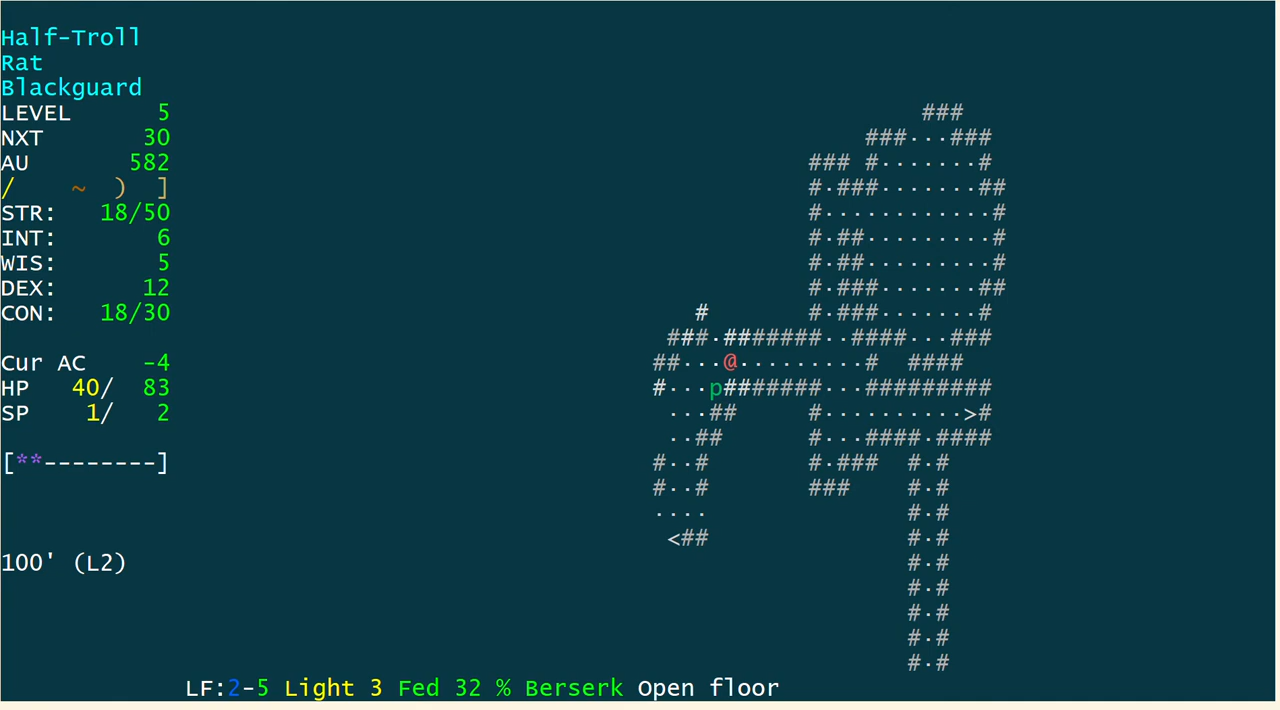 Half-Troll
Rat
Blackguard
LEVEL 5 ###
NXT 30 ###...###
AU 582 ### #.......#
/ ~ ) ] #.###.......##
STR: 18/50 #............#
INT: 6 #.##.........#
WIS: 5 #.##.........#
DEX: 12 #.###.......##
CON: 18/30 # #.###.......#
###.#######..####...###
Cur AC -4 ##...@.........# ####
HP 40/ 83 #...p#######...#########
SP 1/ 2 ...## #..........>#
..## #...####.####
[**--------] #..# #.### #.#
#..# ### #.#
.... #.#
<## #.#
100' (L2) #.#
#.#
#.#
#.#
#.#
LF:2-5 Light 3 Fed 32 % Berserk Open floor